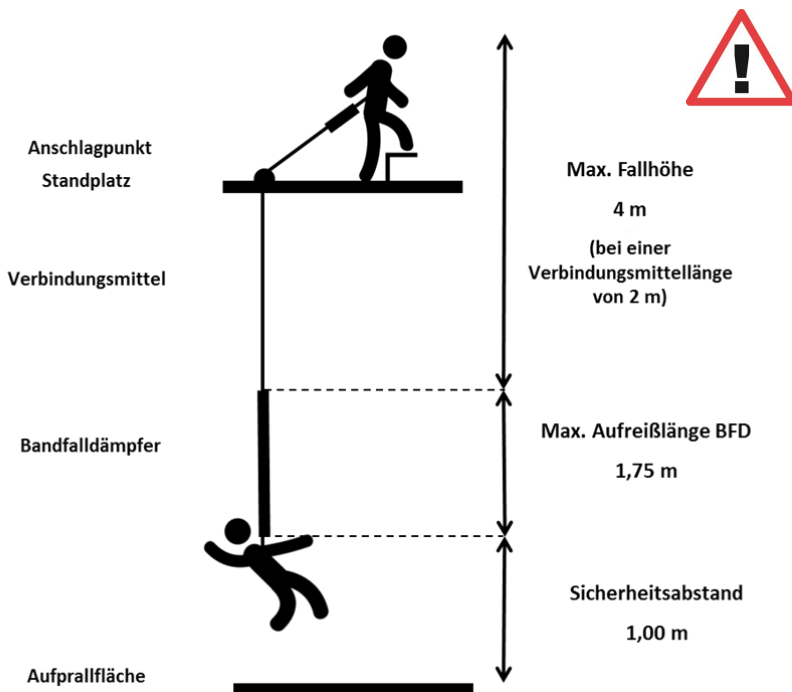 !
Anschlagpunkt
Standplatz
Max. Fallhöhe
4 m
(bei einer
Verbindungsmittellänge
von 2 m)
Verbindungsmittel
Bandfalldämpfer
Max. Aufreißlänge BFD
1,75 m
Sicherheitsabstand
1,00 m
Aufprallfläche